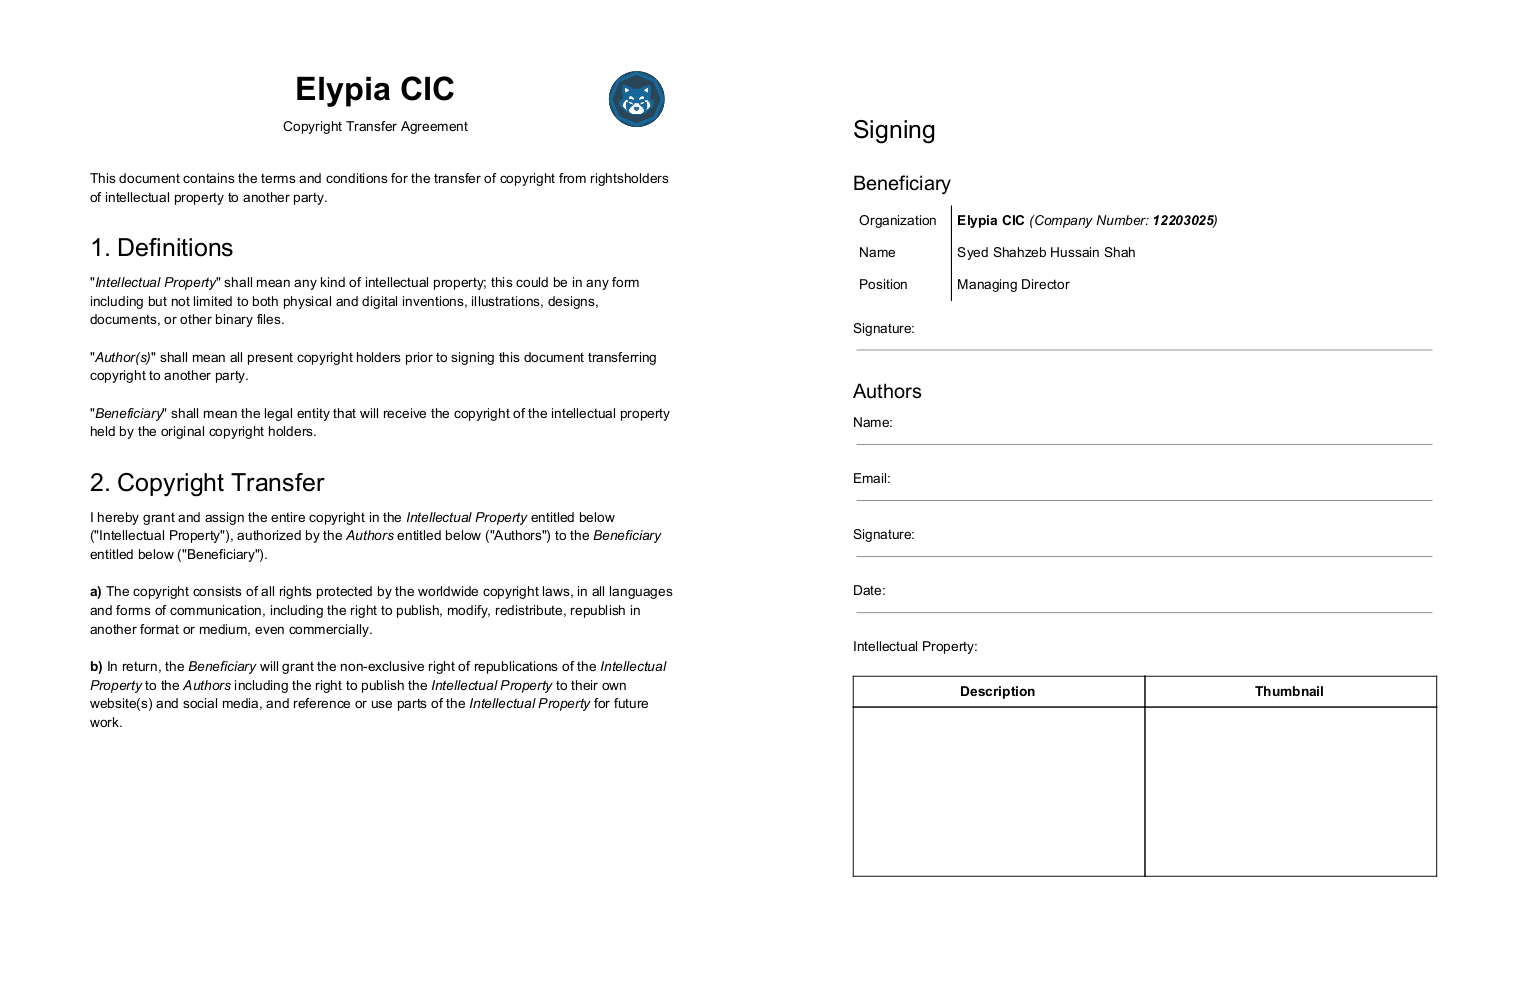 Elypia CIC
Copyright Transfer Agreement
This document contains the terms and conditions for the transfer of copyright from rightsholders
of intellectual property to another party.
1. Definitions
"Intellectual Property" shall mean any kind of intellectual property; this could be in any form
including but not limited to both physical and digital inventions, illustrations, designs,
documents, or other binary files.
"Author(s)" shall mean all present copyright holders prior to signing this document transferring
copyright to another party.
"Beneficiary" shall mean the legal entity that will receive the copyright of the intellectual property
held by the original copyright holders.
2. Copyright Transfer
I hereby grant and assign the entire copyright in the Intellectual Property entitled below
("Intellectual Property"), authorized by the Authors entitled below ("Authors") to the Beneficiary
entitled below ("Beneficiary").
a) The copyright consists of all rights protected by the worldwide copyright laws, in all languages
and forms of communication, including the right to publish, modify, redistribute, republish in
another format or medium, even commercially.
b) In return, the Beneficiary will grant the non-exclusive right of republications of the Intellectual
Property to the Authors including the right to publish the Intellectual Property to their own
website(s) and social media, and reference or use parts of the Intellectual Property for future
work.
Signing
Beneficiary
Organization Elypia CIC (Company Number: 12203025)
Name Syed Shahzeb Hussain Shah
Position Managing Director
Signature:
Authors
Name:
Email:
Signature:
Date:
Intellectual Property:
Description Thumbnail